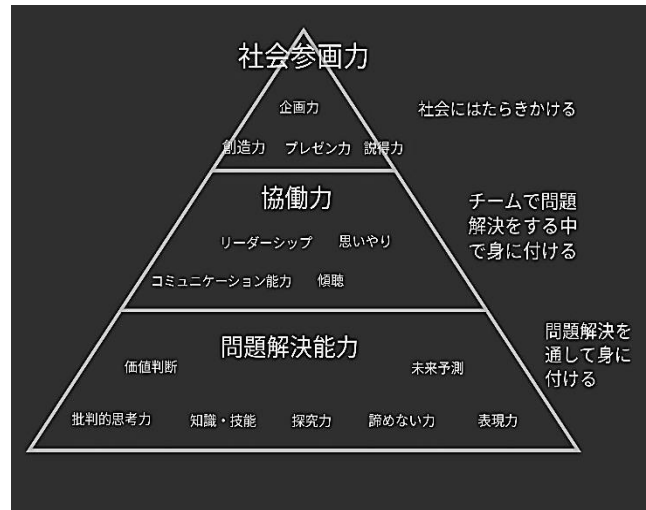 社会参画力
企画力
社会にはたらきかける
創造力 プレゼン力 説得力
協働力
チームで問題
解決をする中
で身に付ける
リーダーシップ 思いやり
コミュニケーション能力 傾聴
問題解決能力
問題解決を
通して身に
付ける
価値判断 未来予測
批判的思考力 知識・技能 探究力 諦めない力 表現力